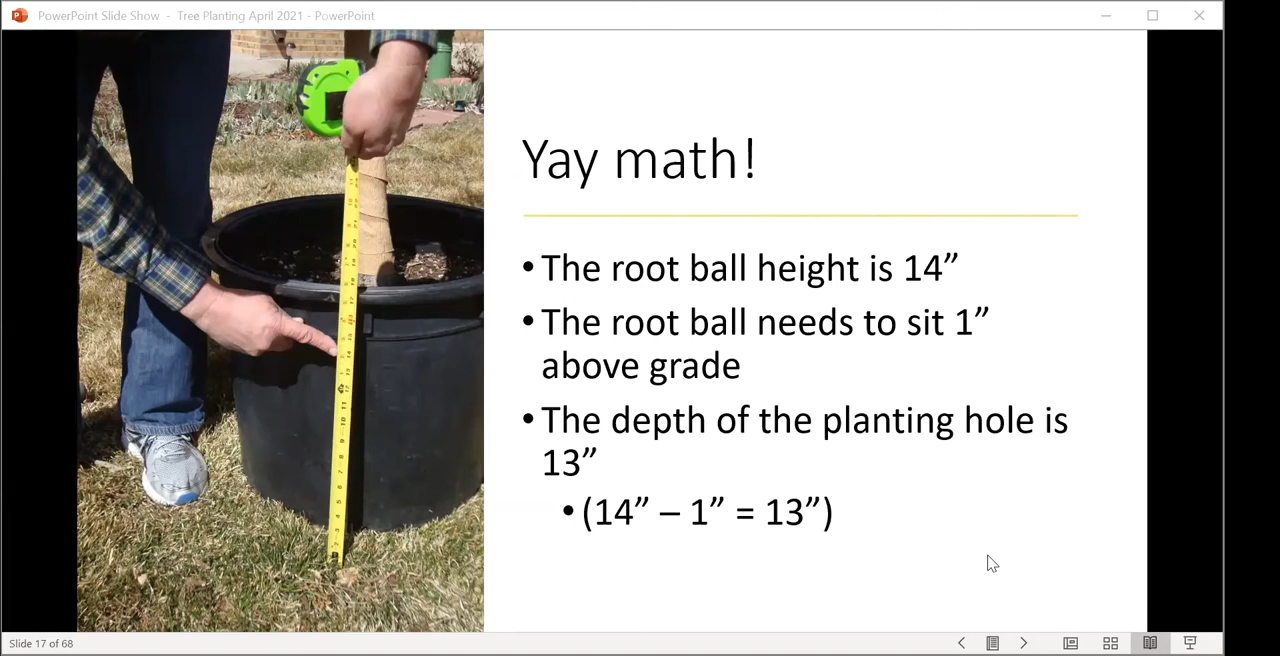 PowerPoint Slide Show - Tree Planting April 2021 - PowerPoint
Yay math!
• The root ball height is 14”
• The root ball needs to sit 1”
above grade
• The depth of the planting hole is
13”
• (14” – 1” = 13”)
Slide 17 of 68